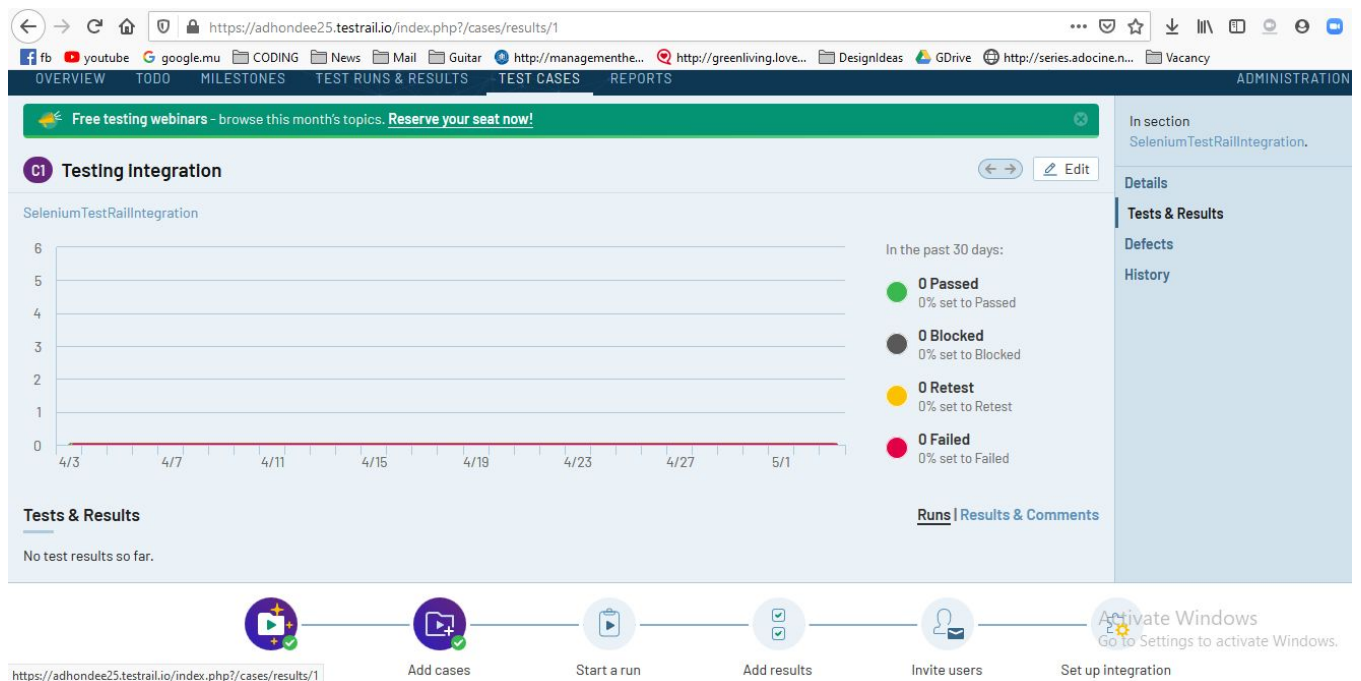 https://adhondee25.testrail.io/index.php?/cases/results/1
fb youtube google.mu CODING News Mail Guitar http://managementhe... http://greenliving.love... DesignIdeas GDrive http://series.adocine.n... Vacancy
OVERVIEW TODO MILESTONES TEST RUNS & RESULTS TEST CASES REPORTS ADMINISTRATION
Free testing webinars - browse this month's topics. Reserve your seat now!
In section
SeleniumTestRailIntegration.
C1 Testing Integration
Edit
Details
Tests & Results
Defects
History
SeleniumTestRailIntegration
6
5
4
3
2
1
0
4/3 4/7 4/11 4/15 4/19 4/23 4/27 5/1
In the past 30 days:
0 Passed
0% set to Passed
0 Blocked
0% set to Blocked
0 Retest
0% set to Retest
0 Failed
0% set to Failed
Tests & Results
Runs | Results & Comments
No test results so far.
Activate Windows
Go to Settings to activate Windows.
Add cases Start a run Add results Invite users Set up integration
https://adhondee25.testrail.io/index.php?/cases/results/1